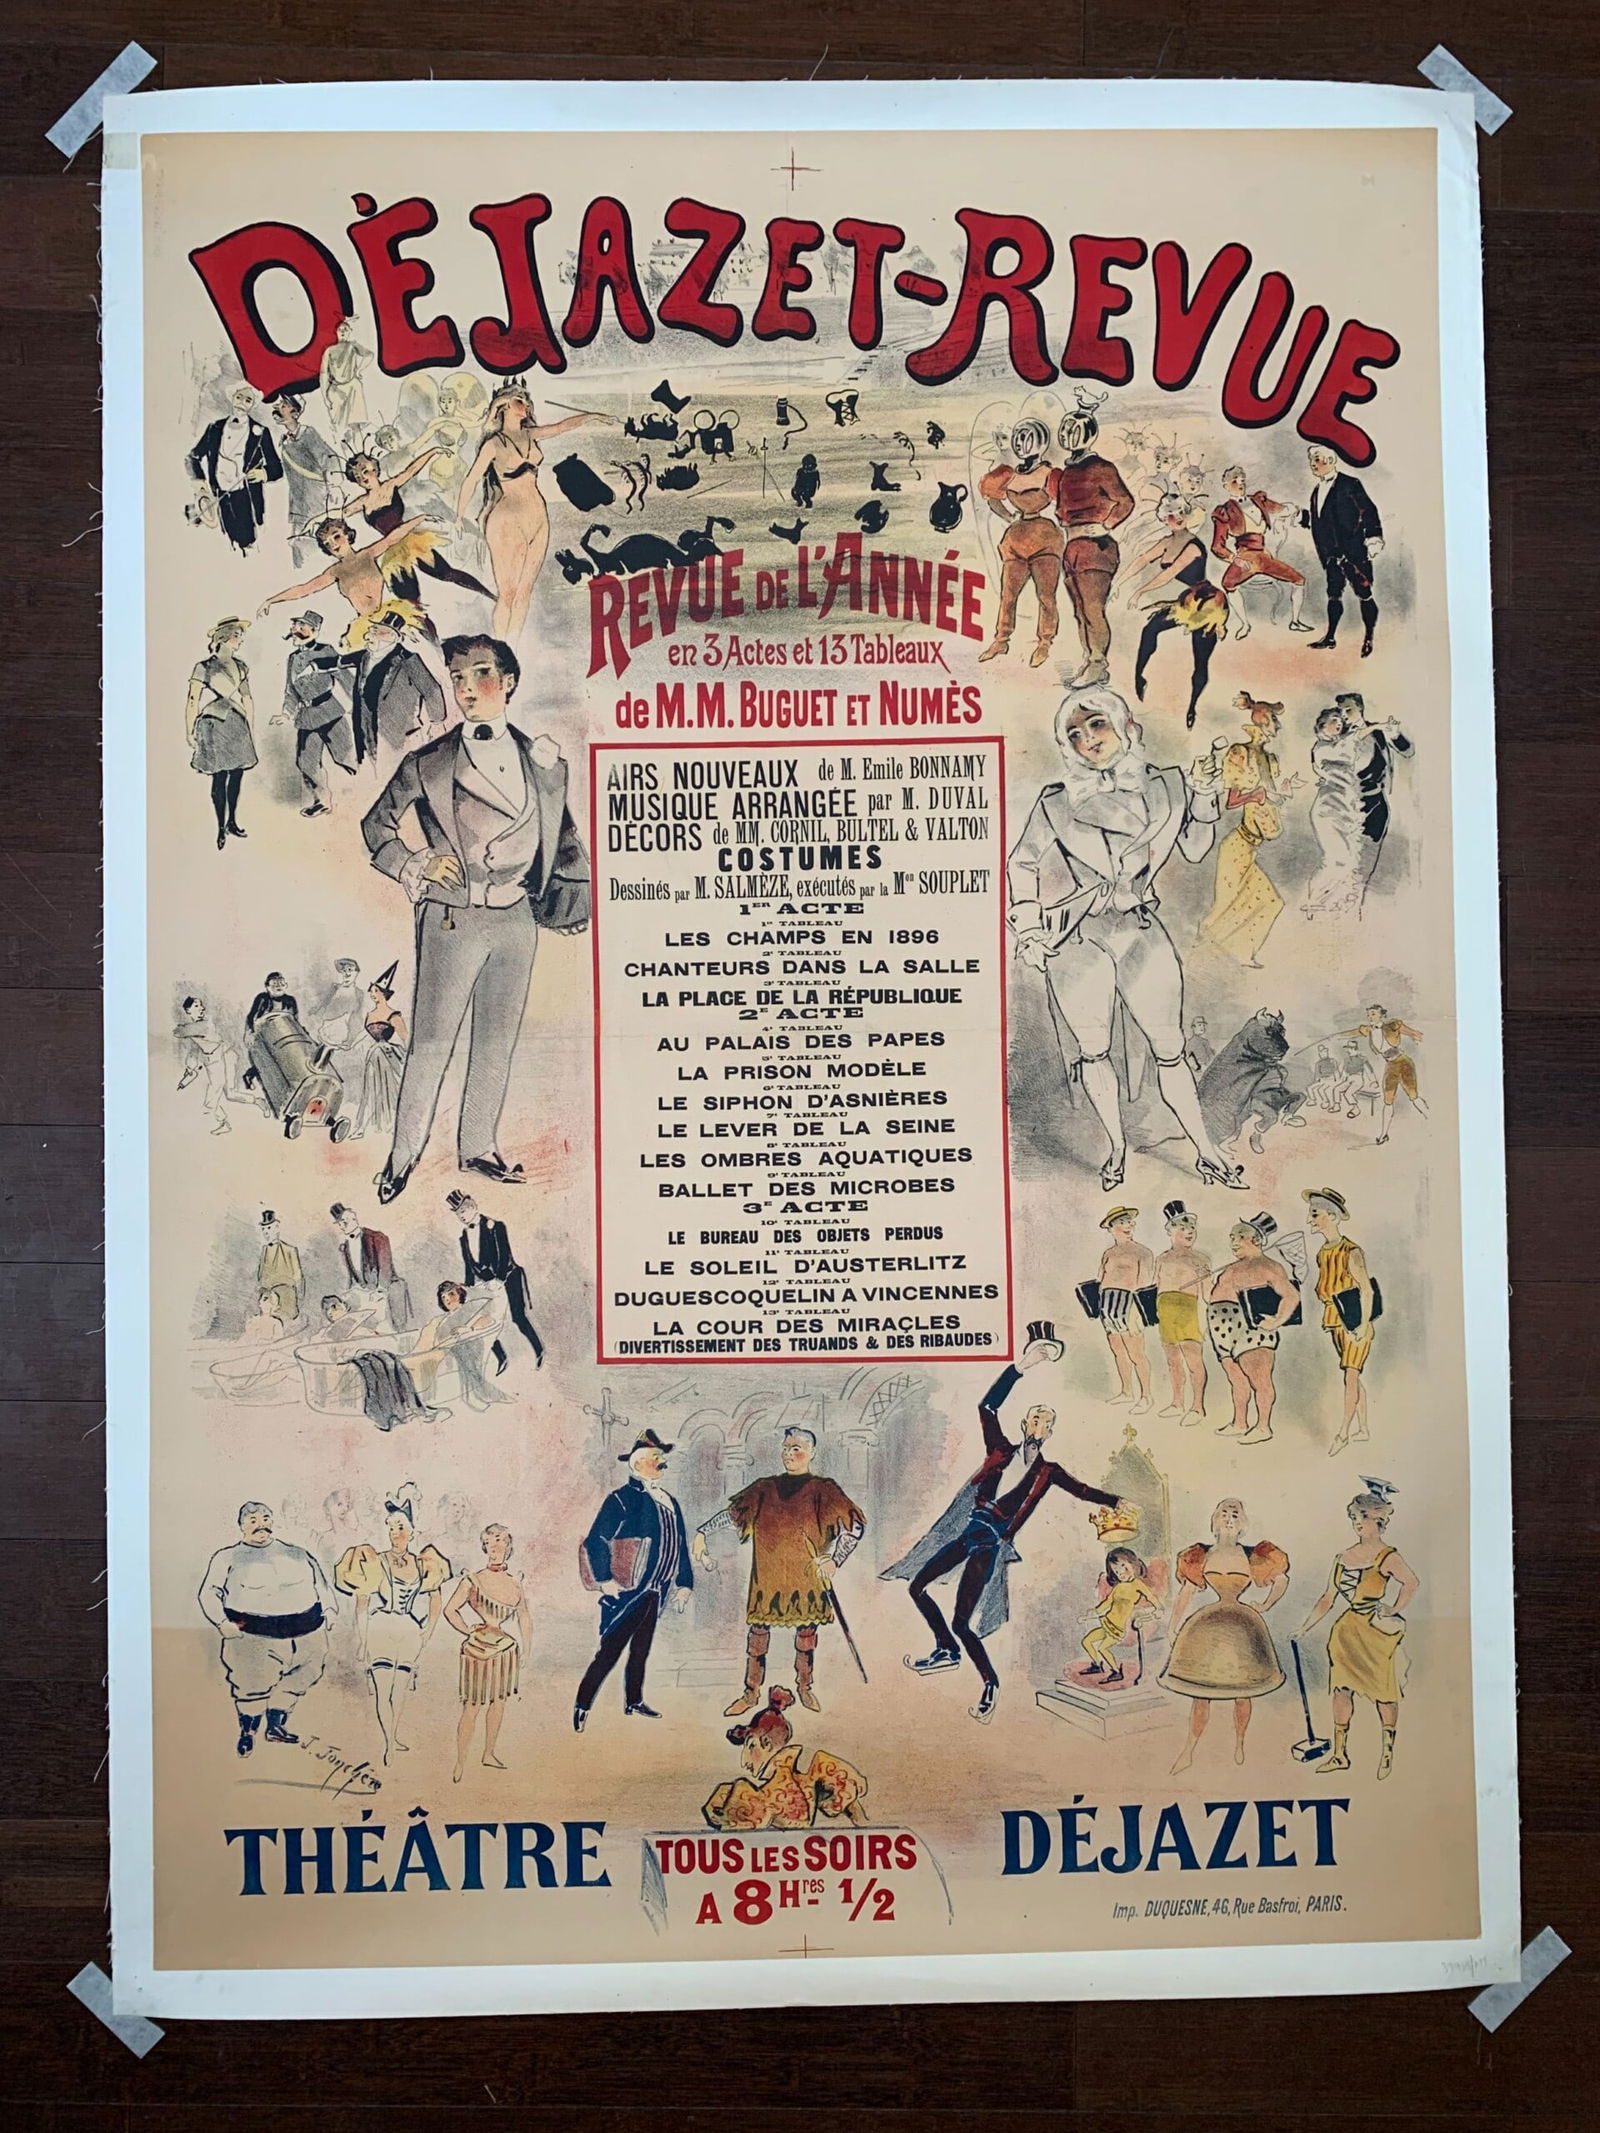 DÉJAZET-REVUE
REVUE DE L'ANNÉE
en 3 Actes et 13 Tableaux
de M.M. BUGUET ET NUMÈS
AIRS NOUVEAUX de M. Emile BONNAMY
MUSIQUE ARRANGÉE par M. DUVAL
DÉCORS de MM. CORNIL, BULTEL & VALTON
COSTUMES
Dessinés par M. SALMÈZE, exécutés par la Mon SOUPLET
1ER ACTE
1er TABLEAU
LES CHAMPS EN 1896
2e TABLEAU
CHANTEURS DANS LA SALLE
3e TABLEAU
LA PLACE DE LA RÉPUBLIQUE
2E ACTE
4e TABLEAU
AU PALAIS DES PAPES
5e TABLEAU
LA PRISON MODÈLE
6e TABLEAU
LE SIPHON D'ASNIÈRES
7e TABLEAU
LE LEVER DE LA SEINE
8e TABLEAU
LES OMBRES AQUATIQUES
9e TABLEAU
BALLET DES MICROBES
3E ACTE
10e TABLEAU
LE BUREAU DES OBJETS PERDUS
11e TABLEAU
LE SOLEIL D'AUSTERLITZ
12e TABLEAU
DUGUESCOQUELIN A VINCENNES
13e TABLEAU
LA COUR DES MIRACLES
(DIVERTISSEMENT DES TRUANDS & DES RIBAUDES)
THÉÂTRE DÉJAZET
TOUS LES SOIRS
A 8 Hres 1/2
Imp. DUQUESNE, 46, Rue Basfroi, PARIS.